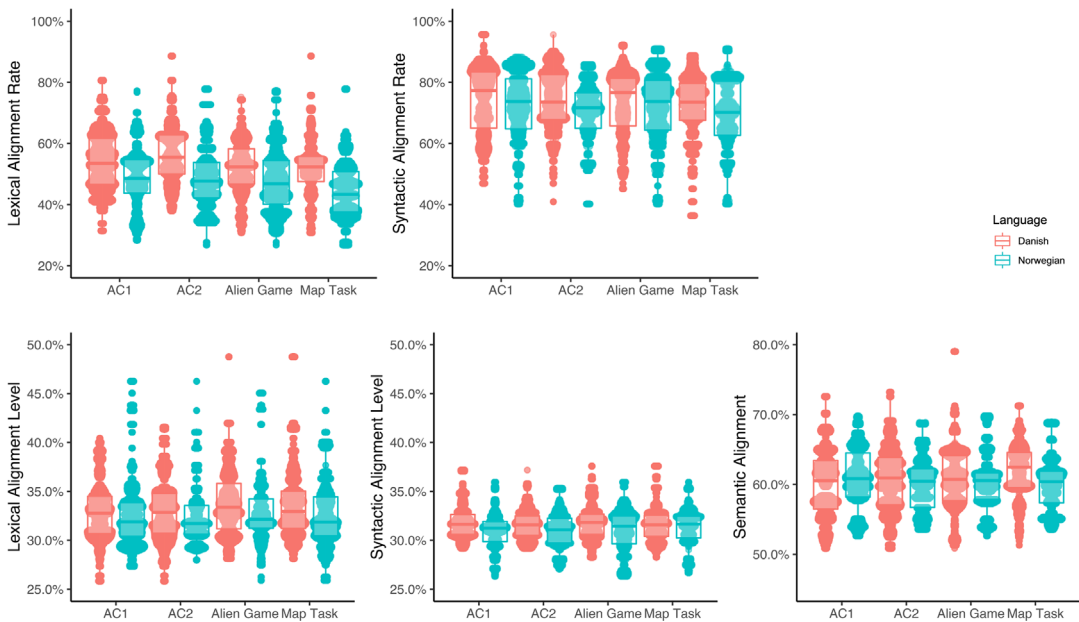 Lexical Alignment Rate
100%
80%
60%
40%
20%
AC1 AC2 Alien Game Map Task
Syntactic Alignment Rate
100%
80%
60%
40%
20%
AC1 AC2 Alien Game Map Task
Language
Danish
Norwegian
Lexical Alignment Level
50.0%
45.0%
40.0%
35.0%
30.0%
25.0%
AC1 AC2 Alien Game Map Task
Syntactic Alignment Level
50.0%
45.0%
40.0%
35.0%
30.0%
25.0%
AC1 AC2 Alien Game Map Task
Semantic Alignment
80.0%
70.0%
60.0%
50.0%
AC1 AC2 Alien Game Map Task